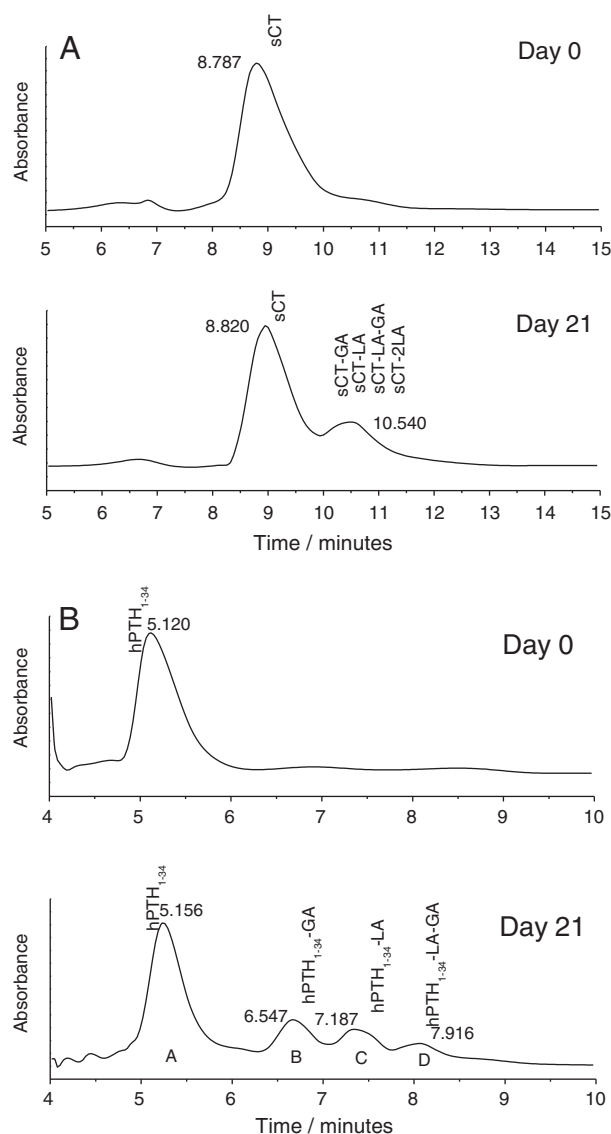 A
sCT
8.787
Day 0
Absorbance
5 6 7 8 9 10 11 12 13 14 15
sCT
8.820
sCT-GA
sCT-LA
sCT-LA-GA
sCT-2LA
10.540
Day 21
Absorbance
5 6 7 8 9 10 11 12 13 14 15
Time / minutes
B
hPTH1-34
5.120
Day 0
Absorbance
4 5 6 7 8 9 10
hPTH1-34
5.156
6.547
hPTH1-34-GA
7.187
hPTH1-34-LA
hPTH1-34-LA-GA
7.916
Day 21
Absorbance
A B C D
4 5 6 7 8 9 10
Time / minutes